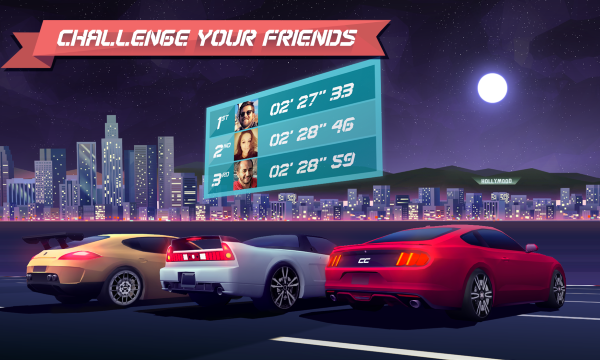 CHALLENGE YOUR FRIENDS
1ST 02' 27" 33
2ND 02' 28" 46
3RD 02' 28" 59
HOLLYWOOD
CC